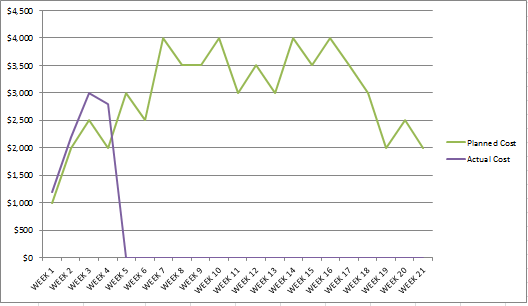 $4,500
$4,000
$3,500
$3,000
$2,500
$2,000
$1,500
$1,000
$500
$0
WEEK 1
WEEK 2
WEEK 3
WEEK 4
WEEK 5
WEEK 6
WEEK 7
WEEK 8
WEEK 9
WEEK 10
WEEK 11
WEEK 12
WEEK 13
WEEK 14
WEEK 15
WEEK 16
WEEK 17
WEEK 18
WEEK 19
WEEK 20
WEEK 21
Planned Cost
Actual Cost